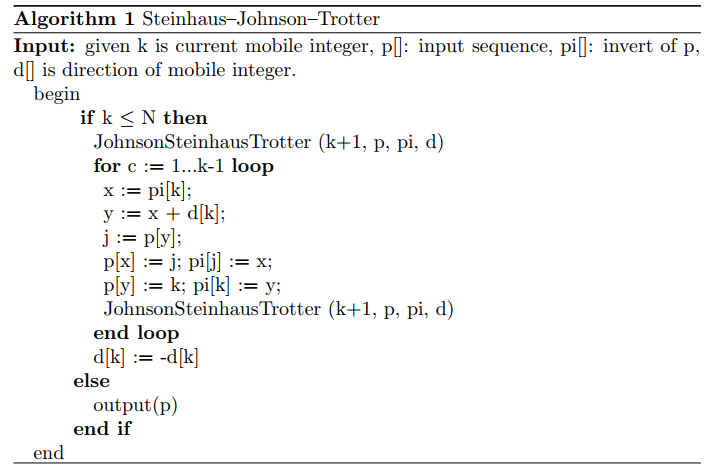 Algorithm 1 Steinhaus–Johnson–Trotter
Input: given k is current mobile integer, p[]: input sequence, pi[]: invert of p,
d[] is direction of mobile integer.
begin
if k ≤ N then
JohnsonSteinhausTrotter (k+1, p, pi, d)
for c := 1...k-1 loop
x := pi[k];
y := x + d[k];
j := p[y];
p[x] := j; pi[j] := x;
p[y] := k; pi[k] := y;
JohnsonSteinhausTrotter (k+1, p, pi, d)
end loop
d[k] := -d[k]
else
output(p)
end if
end